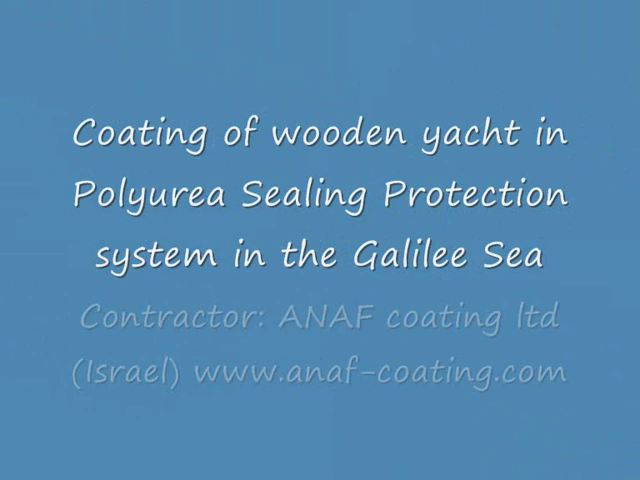 Coating of wooden yacht in
Polyurea Sealing Protection
system in the Galilee Sea
Contractor: ANAF coating ltd
(Israel) www.anaf-coating.com